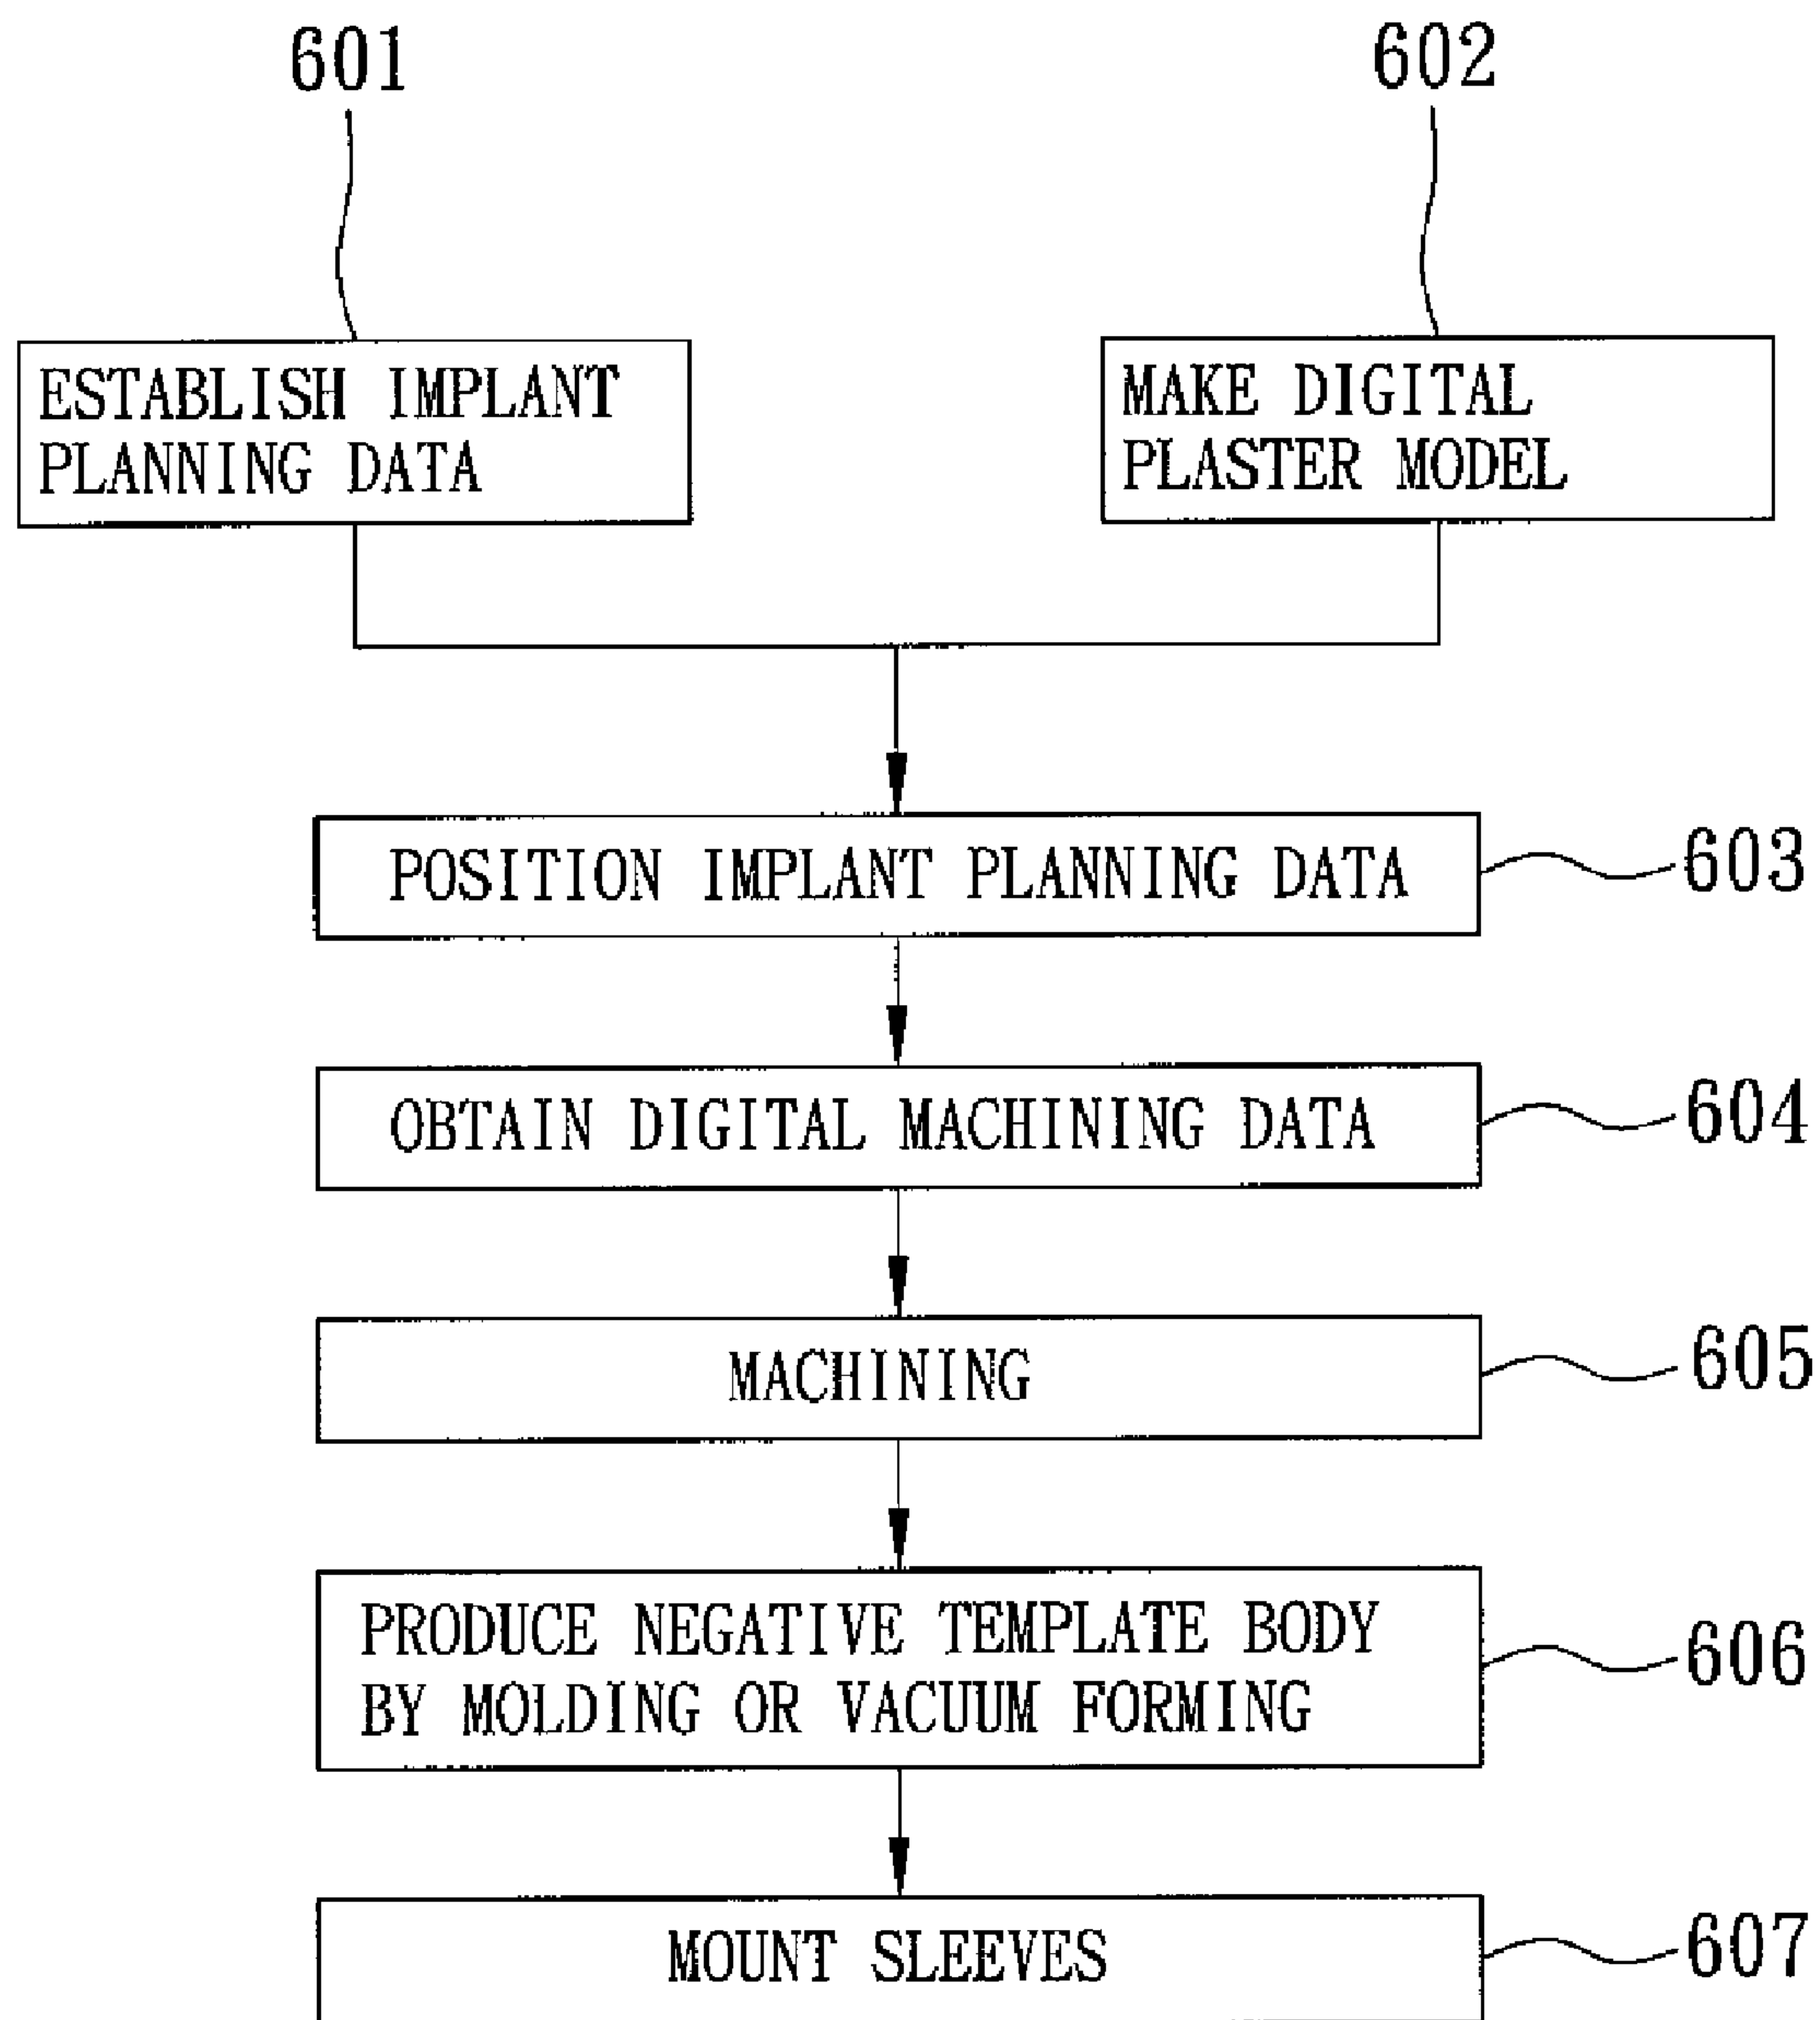 601
602
ESTABLISH IMPLANT
PLANNING DATA
MAKE DIGITAL
PLASTER MODEL
POSITION IMPLANT PLANNING DATA
603
OBTAIN DIGITAL MACHINING DATA
604
MACHINING
605
PRODUCE NEGATIVE TEMPLATE BODY
BY MOLDING OR VACUUM FORMING
606
MOUNT SLEEVES
607